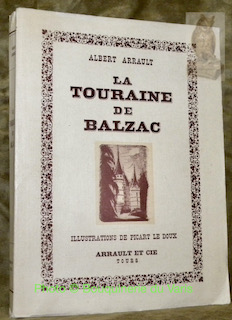 ALBERT ARRAULT
LA
TOURAINE
DE
BALZAC
ILLUSTRATIONS DE PICART LE DOUX
ARRAULT ET CIE
TOURS